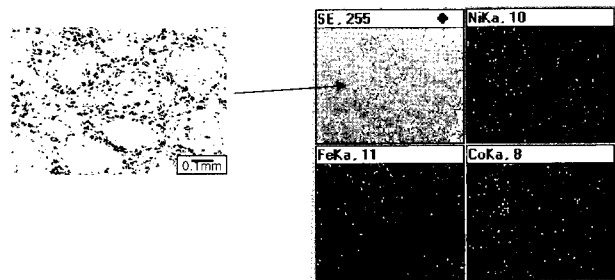 SE, 255
NiKa, 10
0.1mm
FeKa, 11
CoKa, 8